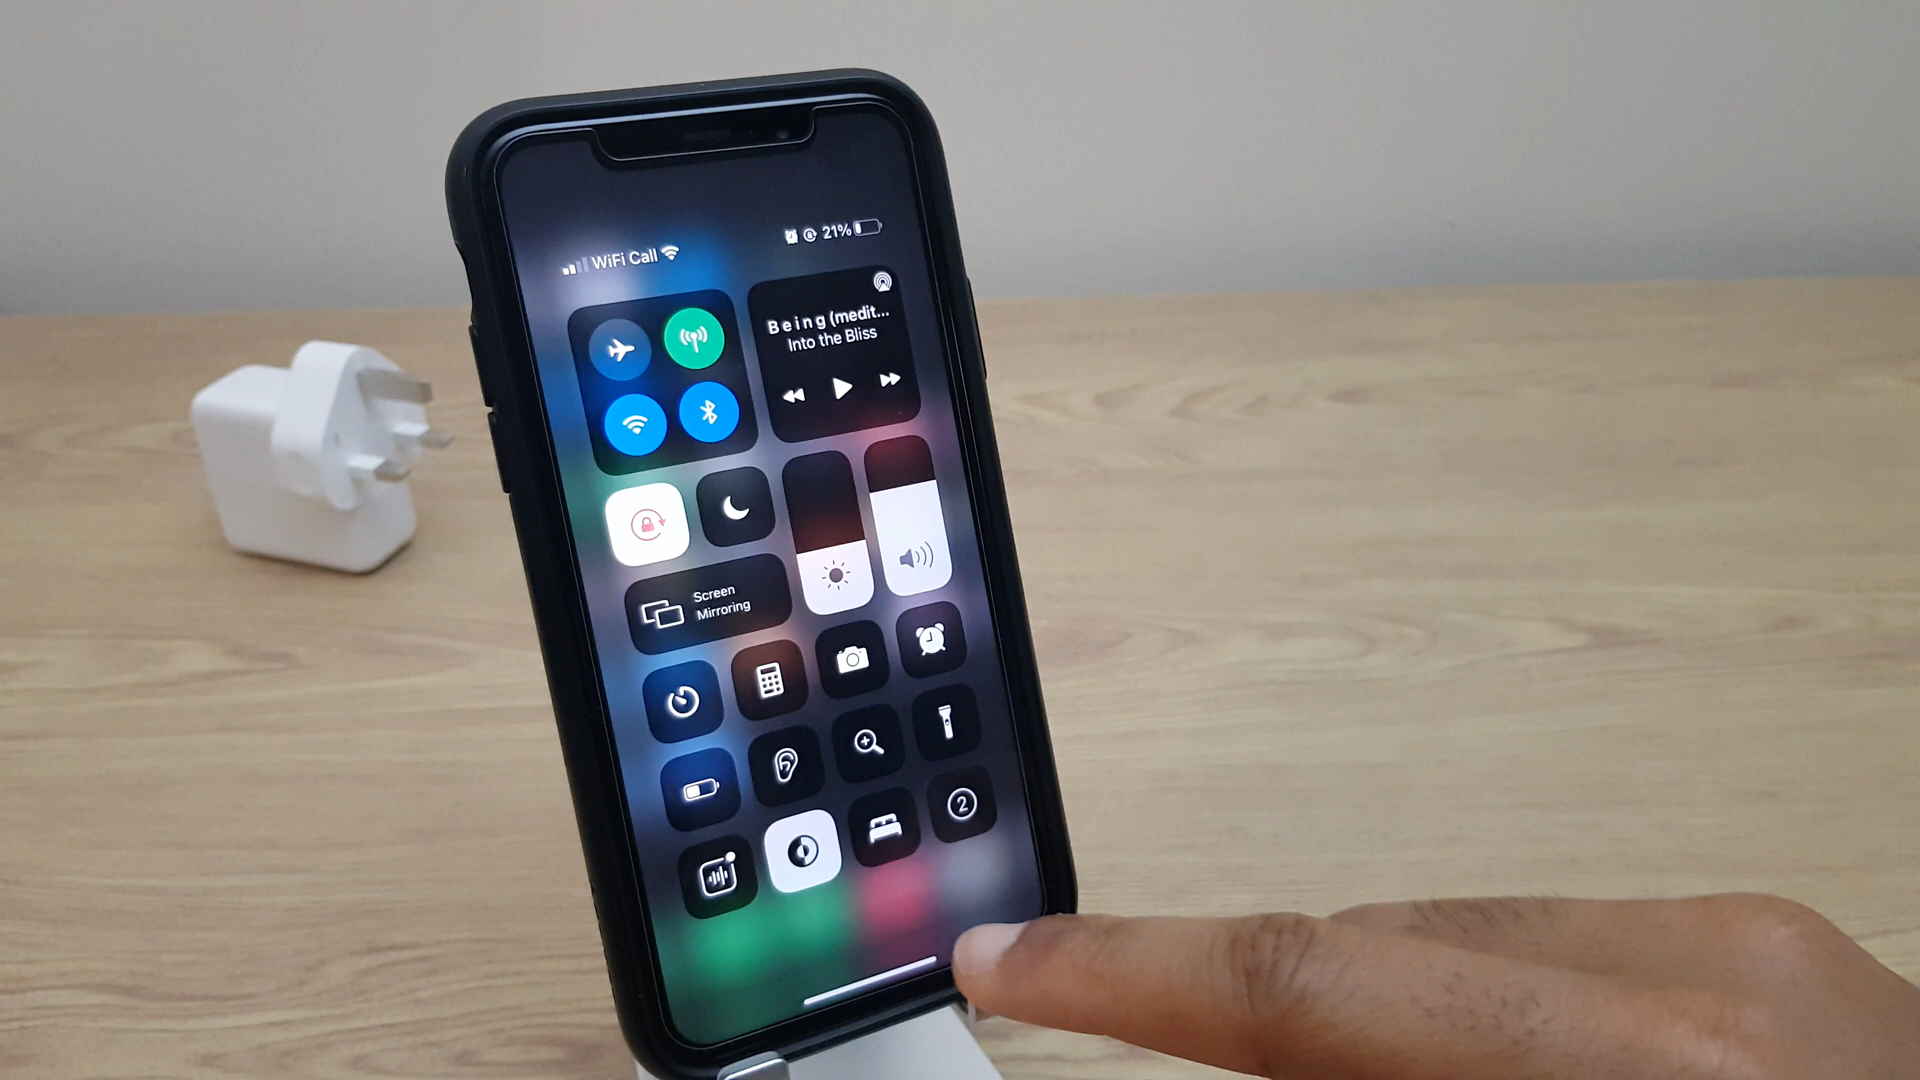 WiFi Call
21%
Being (medit...
Into the Bliss
Screen
Mirroring
2